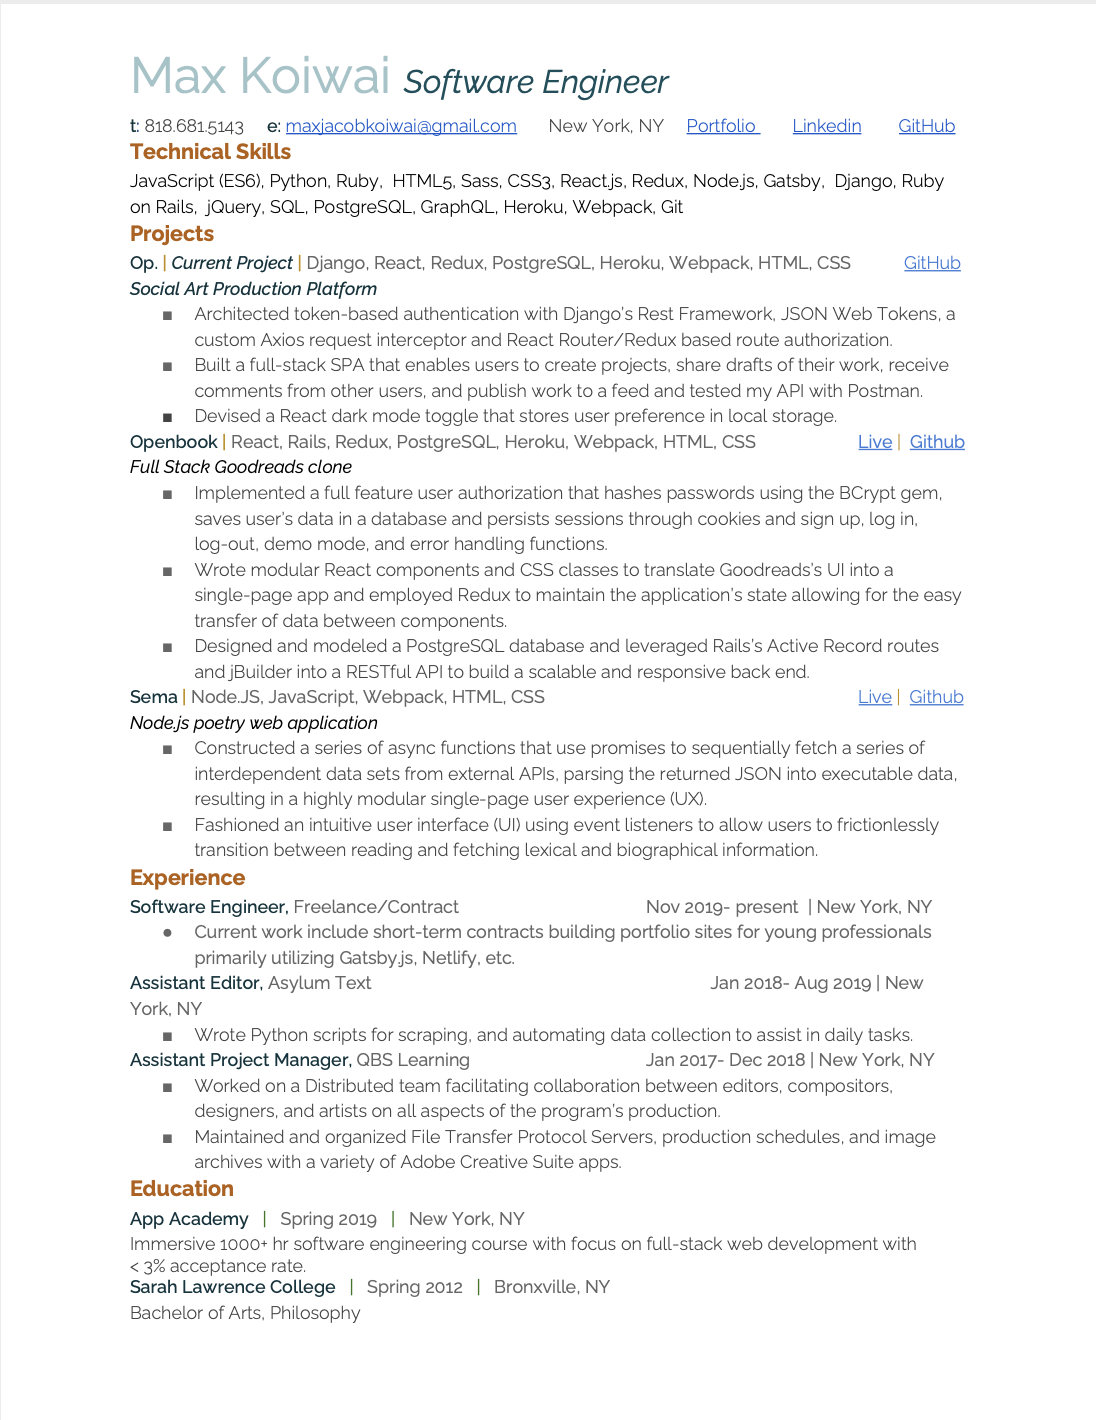 Max Koiwai Software Engineer
t: 818.681.5143 e: maxjacobkoiwai@gmail.com New York, NY Portfolio Linkedin GitHub
Technical Skills
JavaScript (ES6), Python, Ruby, HTML5, Sass, CSS3, React.js, Redux, Node.js, Gatsby, Django, Ruby
on Rails, jQuery, SQL, PostgreSQL, GraphQL, Heroku, Webpack, Git
Projects
Op. | Current Project | Django, React, Redux, PostgreSQL, Heroku, Webpack, HTML, CSS GitHub
Social Art Production Platform
■ Architected token-based authentication with Django's Rest Framework, JSON Web Tokens, a
custom Axios request interceptor and React Router/Redux based route authorization.
■ Built a full-stack SPA that enables users to create projects, share drafts of their work, receive
comments from other users, and publish work to a feed and tested my API with Postman.
■ Devised a React dark mode toggle that stores user preference in local storage.
Openbook | React, Rails, Redux, PostgreSQL, Heroku, Webpack, HTML, CSS Live | Github
Full Stack Goodreads clone
■ Implemented a full feature user authorization that hashes passwords using the BCrypt gem,
saves user's data in a database and persists sessions through cookies and sign up, log in,
log-out, demo mode, and error handling functions.
■ Wrote modular React components and CSS classes to translate Goodreads's UI into a
single-page app and employed Redux to maintain the application's state allowing for the easy
transfer of data between components.
■ Designed and modeled a PostgreSQL database and leveraged Rails's Active Record routes
and jBuilder into a RESTful API to build a scalable and responsive back end.
Sema | Node.JS, JavaScript, Webpack, HTML, CSS Live | Github
Node.js poetry web application
■ Constructed a series of async functions that use promises to sequentially fetch a series of
interdependent data sets from external APIs, parsing the returned JSON into executable data,
resulting in a highly modular single-page user experience (UX).
■ Fashioned an intuitive user interface (UI) using event listeners to allow users to frictionlessly
transition between reading and fetching lexical and biographical information.
Experience
Software Engineer, Freelance/Contract Nov 2019- present | New York, NY
● Current work include short-term contracts building portfolio sites for young professionals
primarily utilizing Gatsby.js, Netlify, etc.
Assistant Editor, Asylum Text Jan 2018- Aug 2019 | New
York, NY
■ Wrote Python scripts for scraping, and automating data collection to assist in daily tasks.
Assistant Project Manager, QBS Learning Jan 2017- Dec 2018 | New York, NY
■ Worked on a Distributed team facilitating collaboration between editors, compositors,
designers, and artists on all aspects of the program's production.
■ Maintained and organized File Transfer Protocol Servers, production schedules, and image
archives with a variety of Adobe Creative Suite apps.
Education
App Academy | Spring 2019 | New York, NY
Immersive 1000+ hr software engineering course with focus on full-stack web development with
< 3% acceptance rate.
Sarah Lawrence College | Spring 2012 | Bronxville, NY
Bachelor of Arts, Philosophy